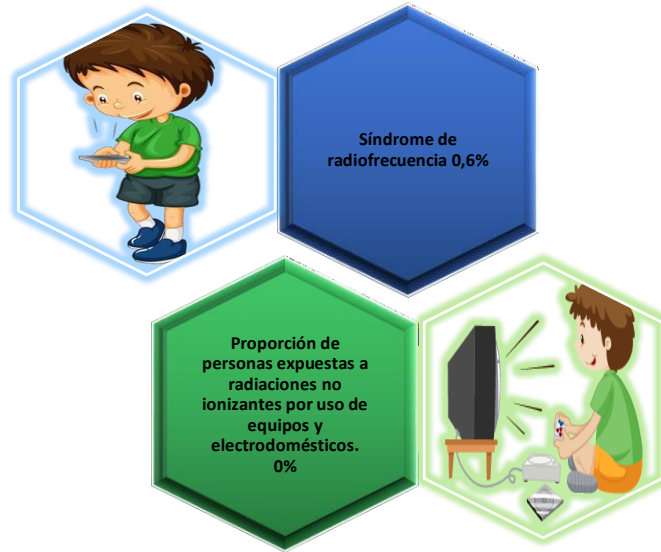 Síndrome de
radiofrecuencia 0,6%
Proporción de
personas expuestas a
radiaciones no
ionizantes por uso de
equipos y
electrodomésticos.
0%